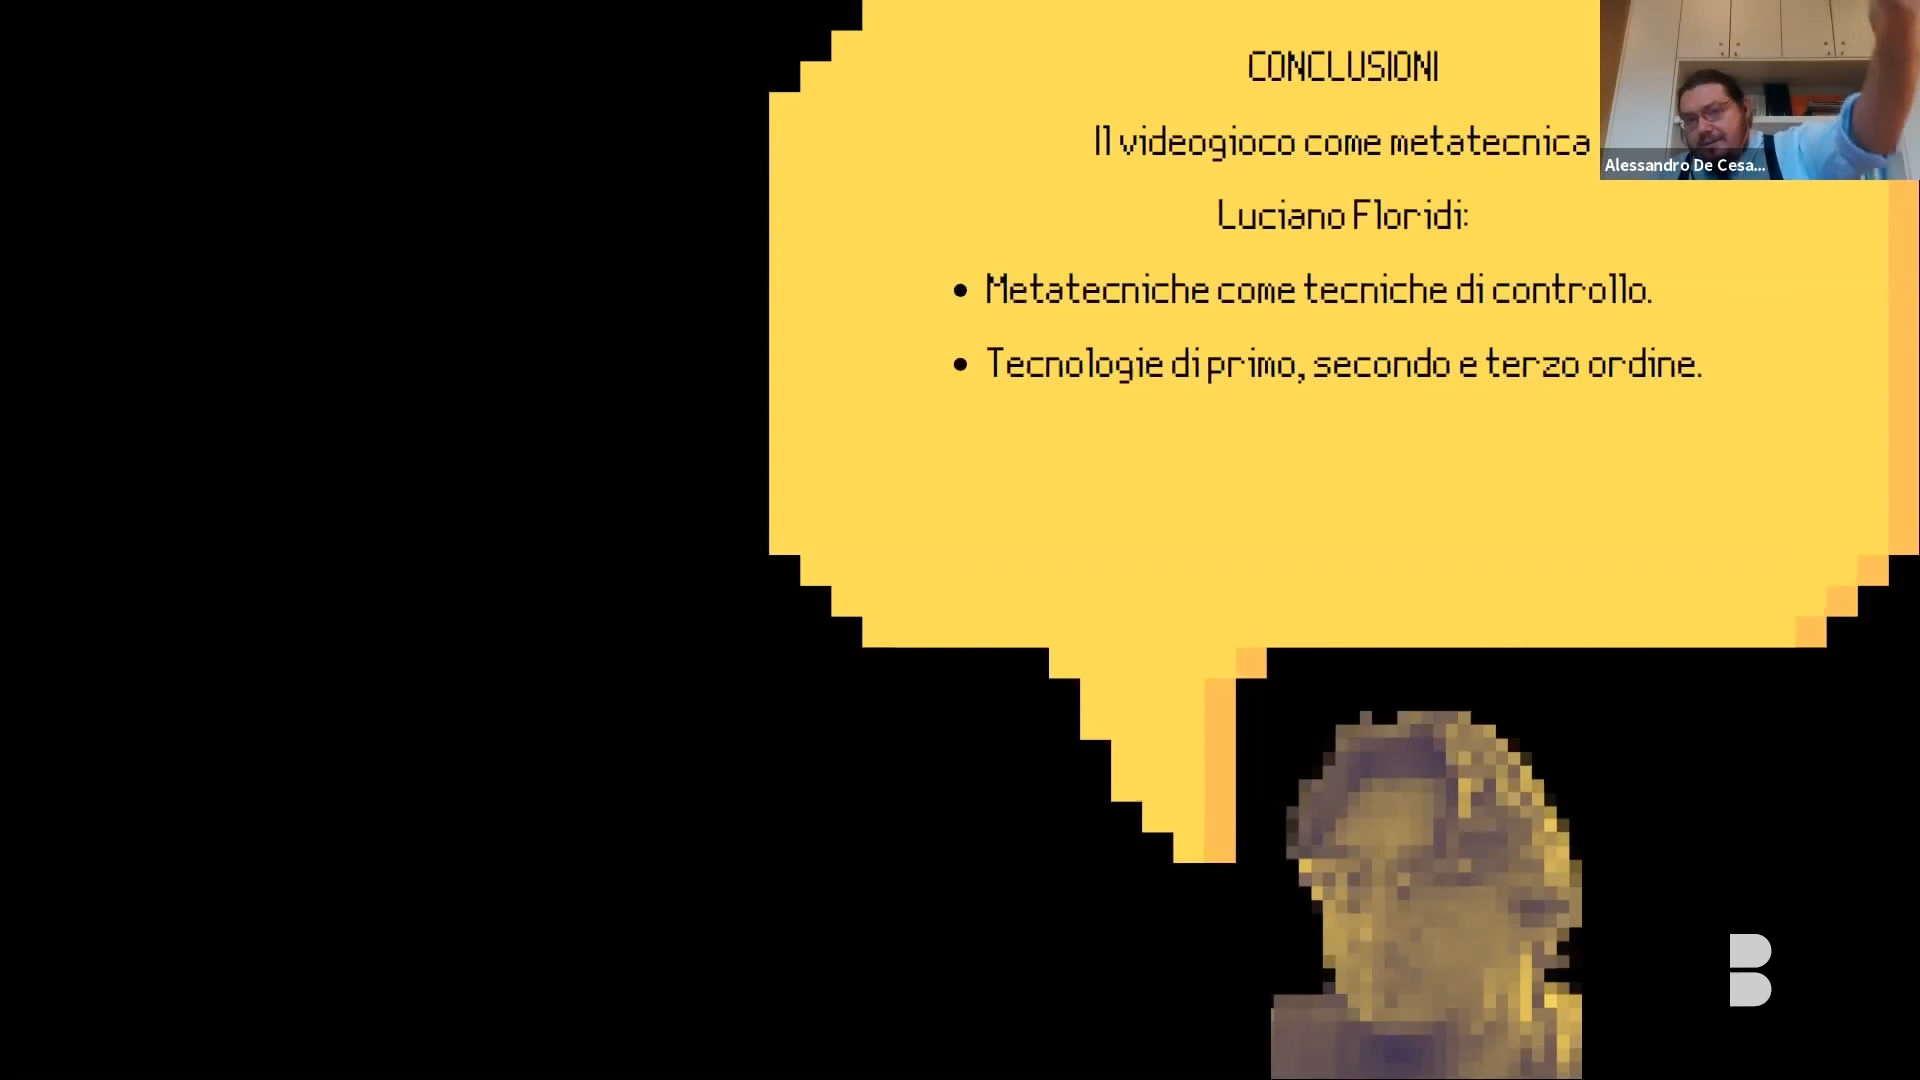 CONCLUSIONI
Il videogioco come metatecnica
Luciano Floridi:
• Metatecniche come tecniche di controllo.
• Tecnologie di primo, secondo e terzo ordine.
Alessandro De Cesa...